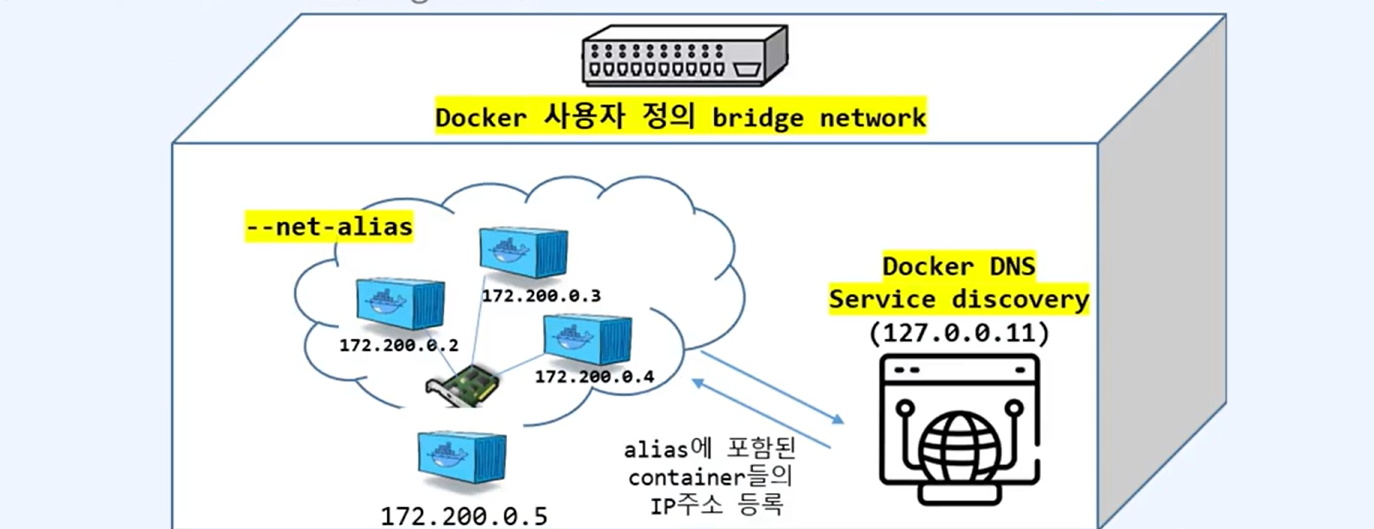 Docker 사용자 정의 bridge network
--net-alias
172.200.0.3
172.200.0.2
172.200.0.4
172.200.0.5
Docker DNS
Service discovery
(127.0.0.11)
alias에 포함된
container들의
IP주소 등록